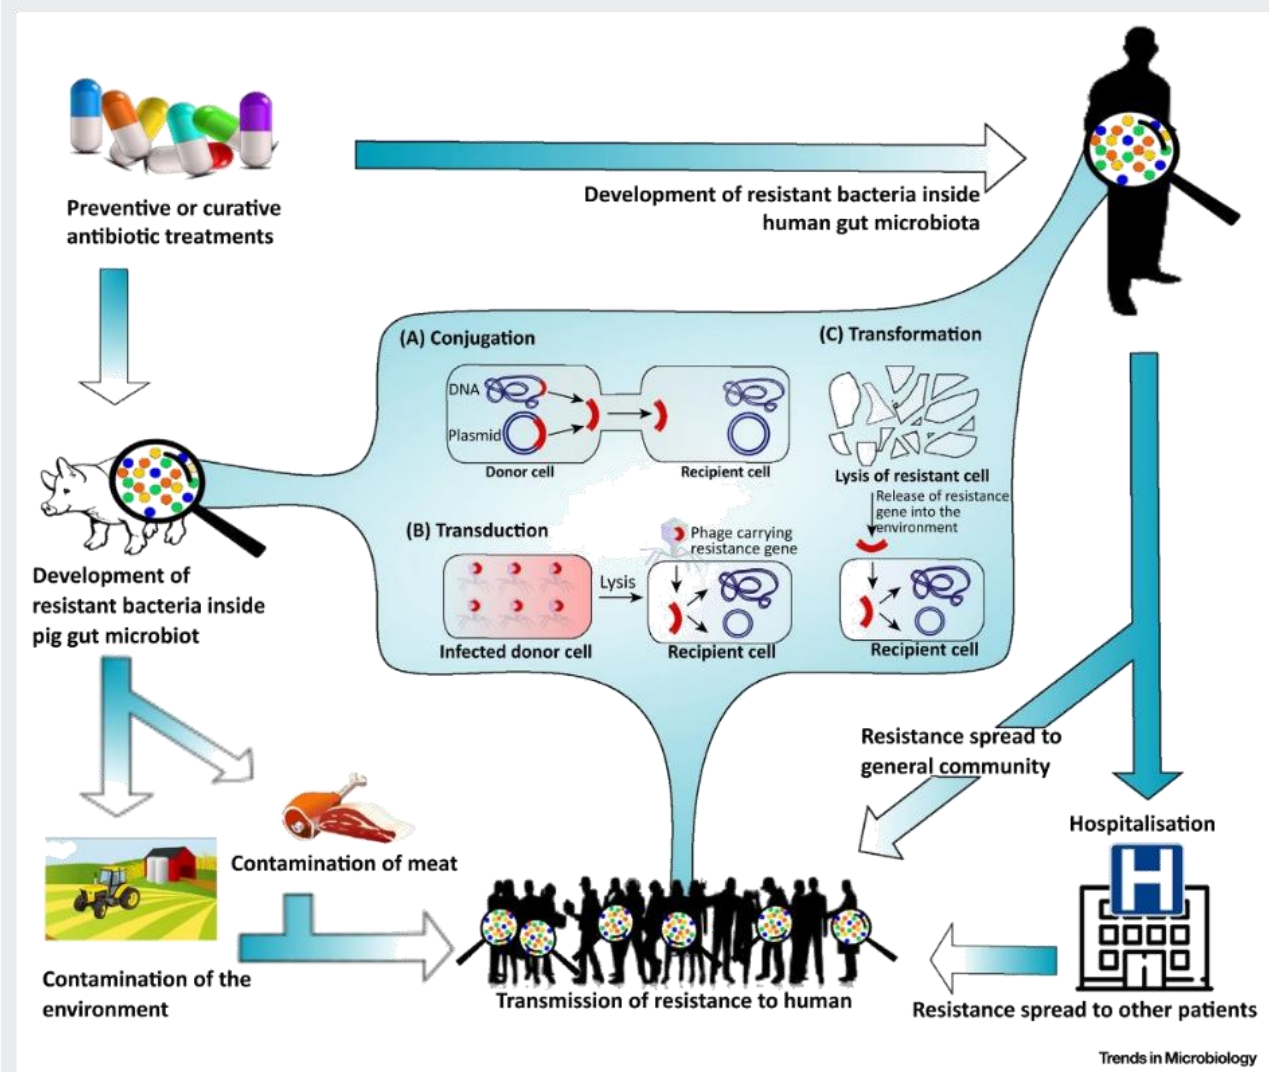 Preventive or curative
antibiotic treatments
Development of resistant bacteria inside
human gut microbiota
(A) Conjugation
DNA
Plasmid
Donor cell
Recipient cell
(C) Transformation
Lysis of resistant cell
Release of resistance
gene into the
environment
Recipient cell
(B) Transduction
Phage carrying
resistance gene
Lysis
Infected donor cell
Recipient cell
Development of
resistant bacteria inside
pig gut microbiot
Contamination of meat
Contamination of the
environment
Resistance spread to
general community
Hospitalisation
H
Transmission of resistance to human
Resistance spread to other patients
Trends in Microbiology